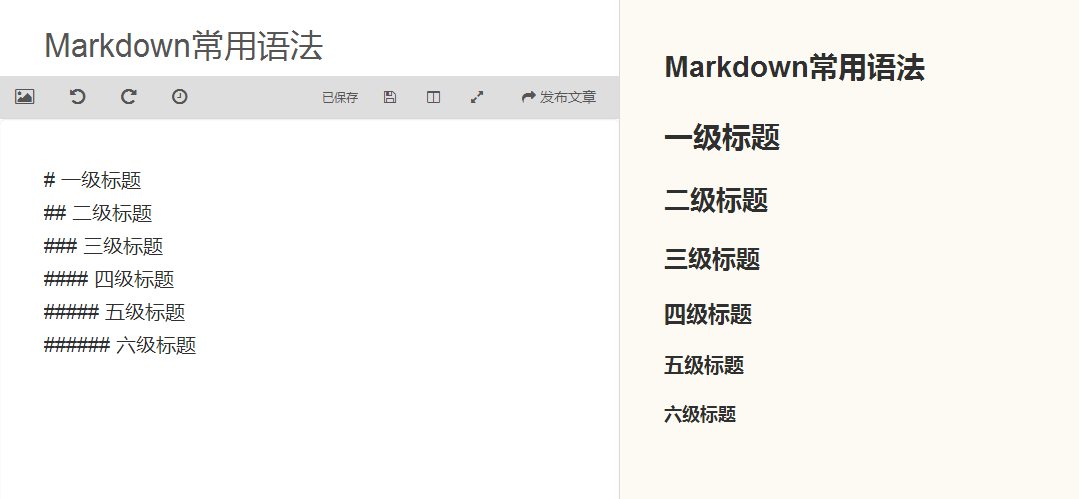 Markdown常用语法
已保存 发布文章
# 一级标题
## 二级标题
### 三级标题
#### 四级标题
##### 五级标题
###### 六级标题
Markdown常用语法
一级标题
二级标题
三级标题
四级标题
五级标题
六级标题